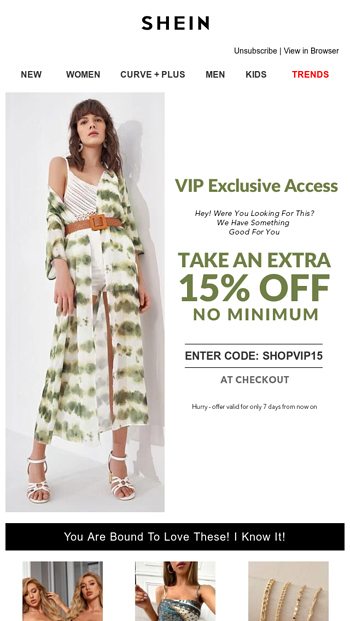 SHEIN
Unsubscribe | View in Browser
NEW WOMEN CURVE + PLUS MEN KIDS TRENDS
VIP Exclusive Access
Hey! Were You Looking For This?
We Have Something
Good For You
TAKE AN EXTRA
15% OFF
NO MINIMUM
ENTER CODE: SHOPVIP15
AT CHECKOUT
Hurry - offer valid for only 7 days from now on
You Are Bound To Love These! I Know It!